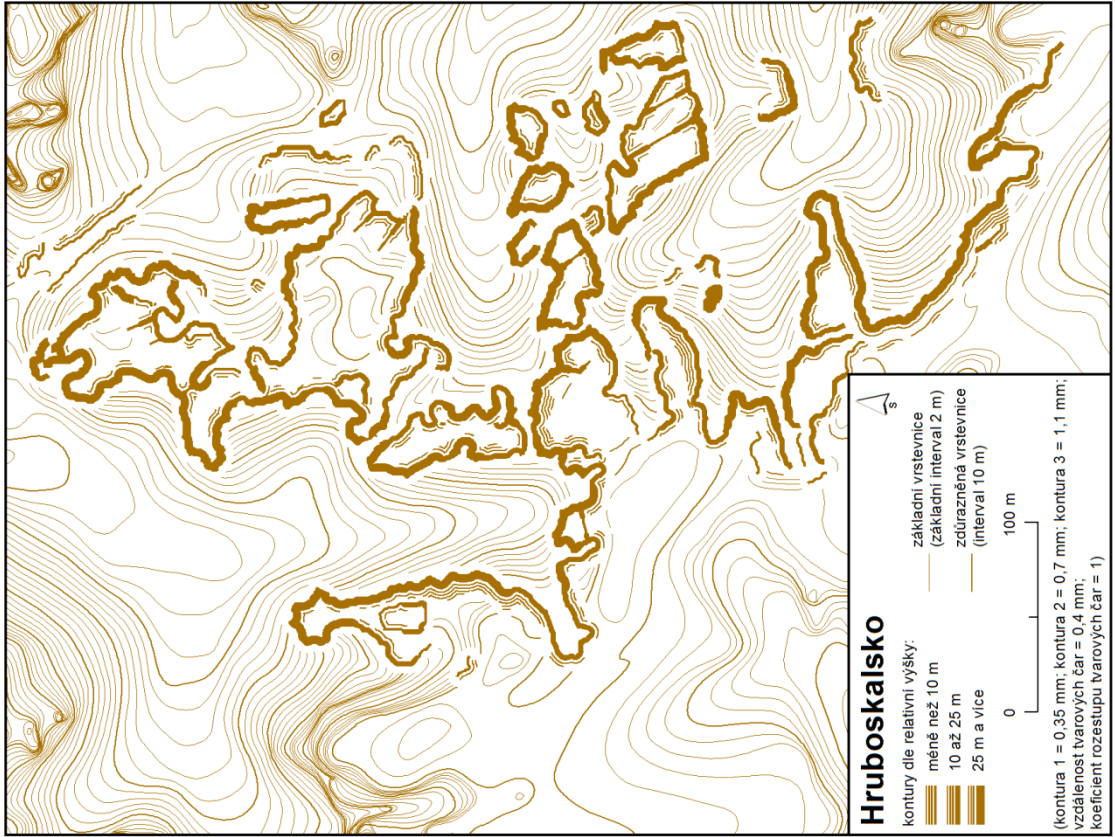 Hruboskalsko
S
kontury dle relativní výšky:
méně než 10 m
10 až 25 m
25 m a více
základní vrstevnice
(základní interval 2 m)
zdůrazněná vrstevnice
(interval 10 m)
0
100 m
(kontura 1 = 0,35 mm; kontura 2 = 0,7 mm; kontura 3 = 1,1 mm;
vzdálenost tvarových čar = 0,4 mm;
koeficient rozestupu tvarových čar = 1)